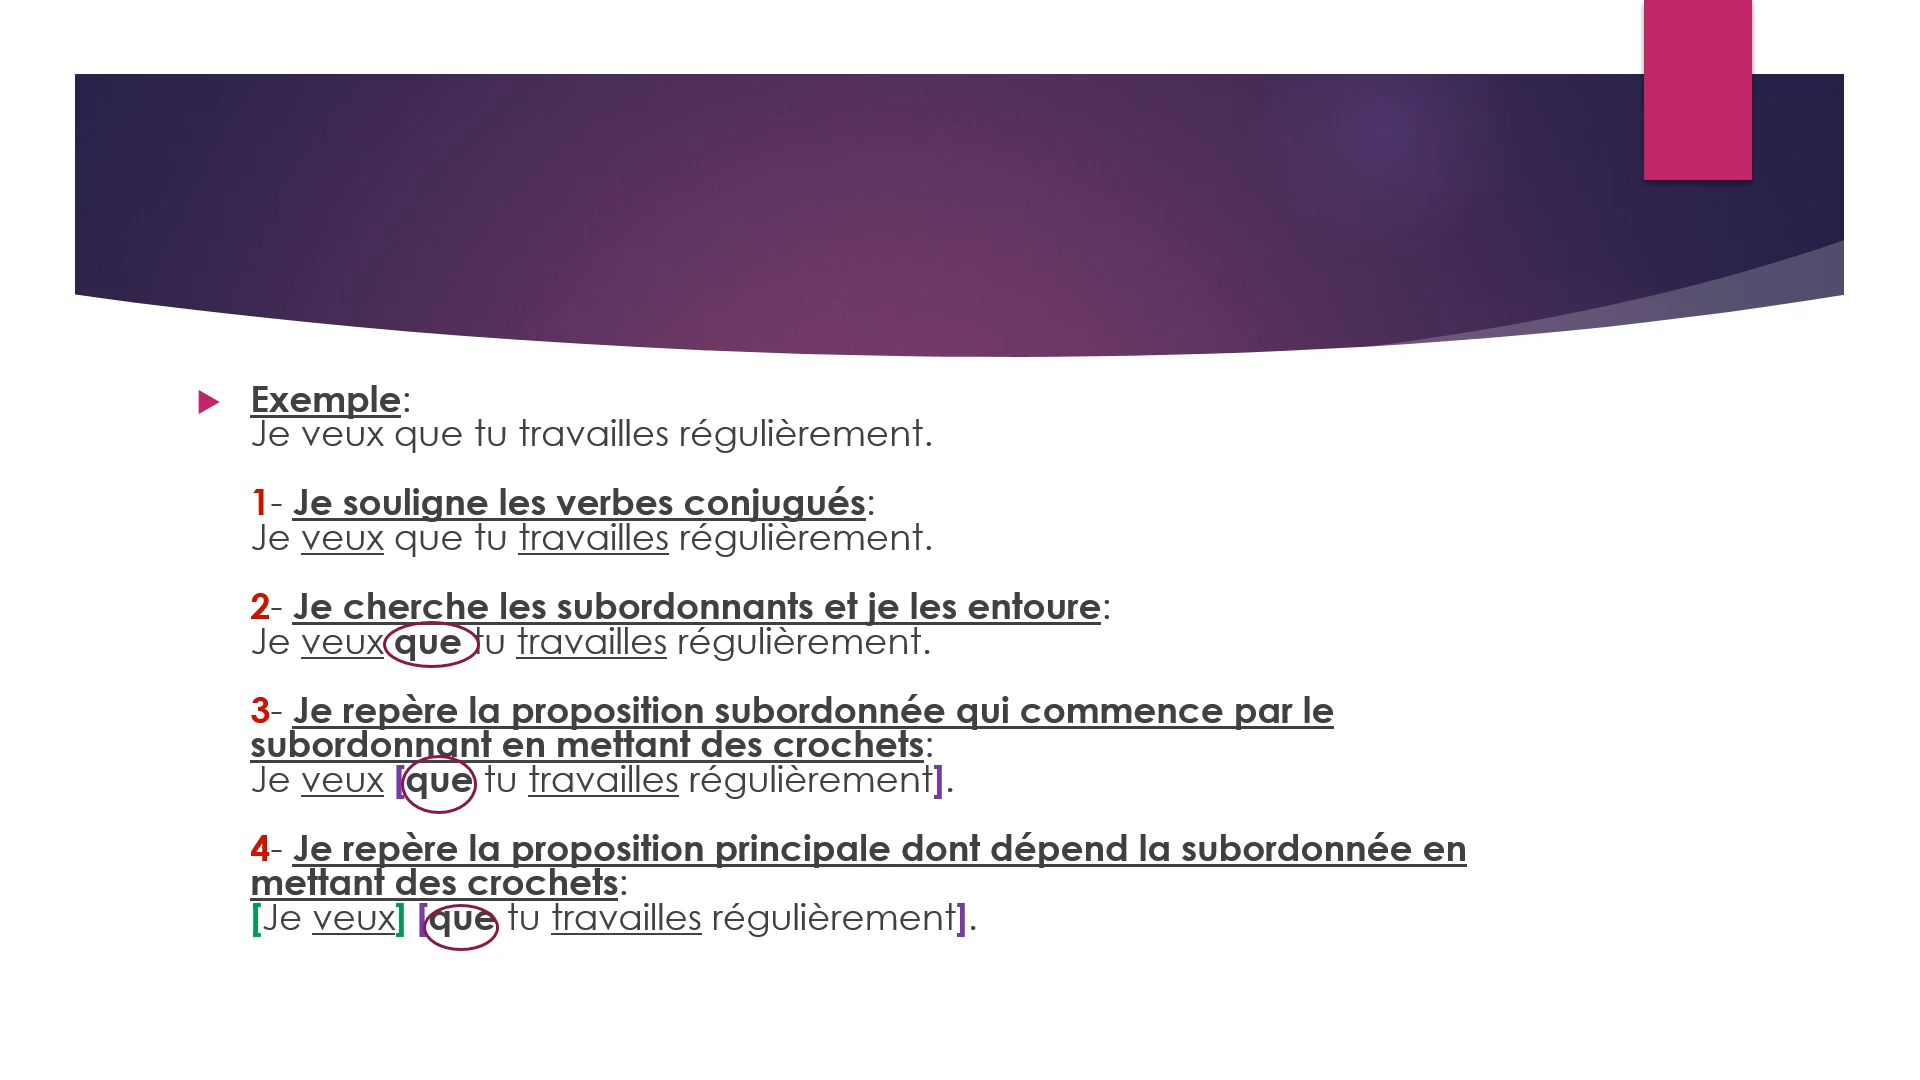 Exemple:
Je veux que tu travailles régulièrement.
1- Je souligne les verbes conjugués:
Je veux que tu travailles régulièrement.
2- Je cherche les subordonnants et je les entoure:
Je veux que tu travailles régulièrement.
3- Je repère la proposition subordonnée qui commence par le
subordonnant en mettant des crochets:
Je veux [que tu travailles régulièrement].
4- Je repère la proposition principale dont dépend la subordonnée en
mettant des crochets:
[Je veux] [que tu travailles régulièrement].